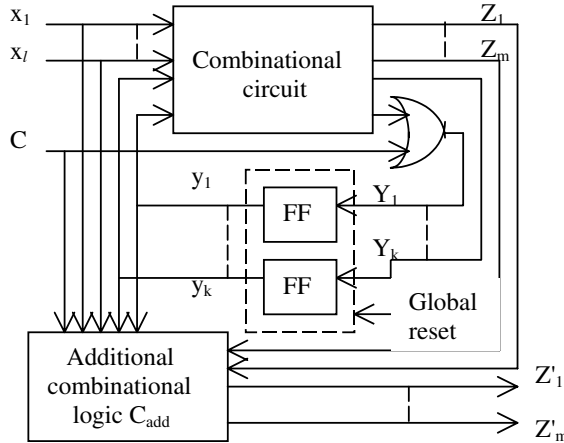 x₁
Z₁
xₗ
Zₘ
Combinational
circuit
C
y₁
Y₁
FF
yₖ
Yₖ
FF
Global
reset
Additional
combinational
logic Cₐdd
Z'₁
Z'ₘ